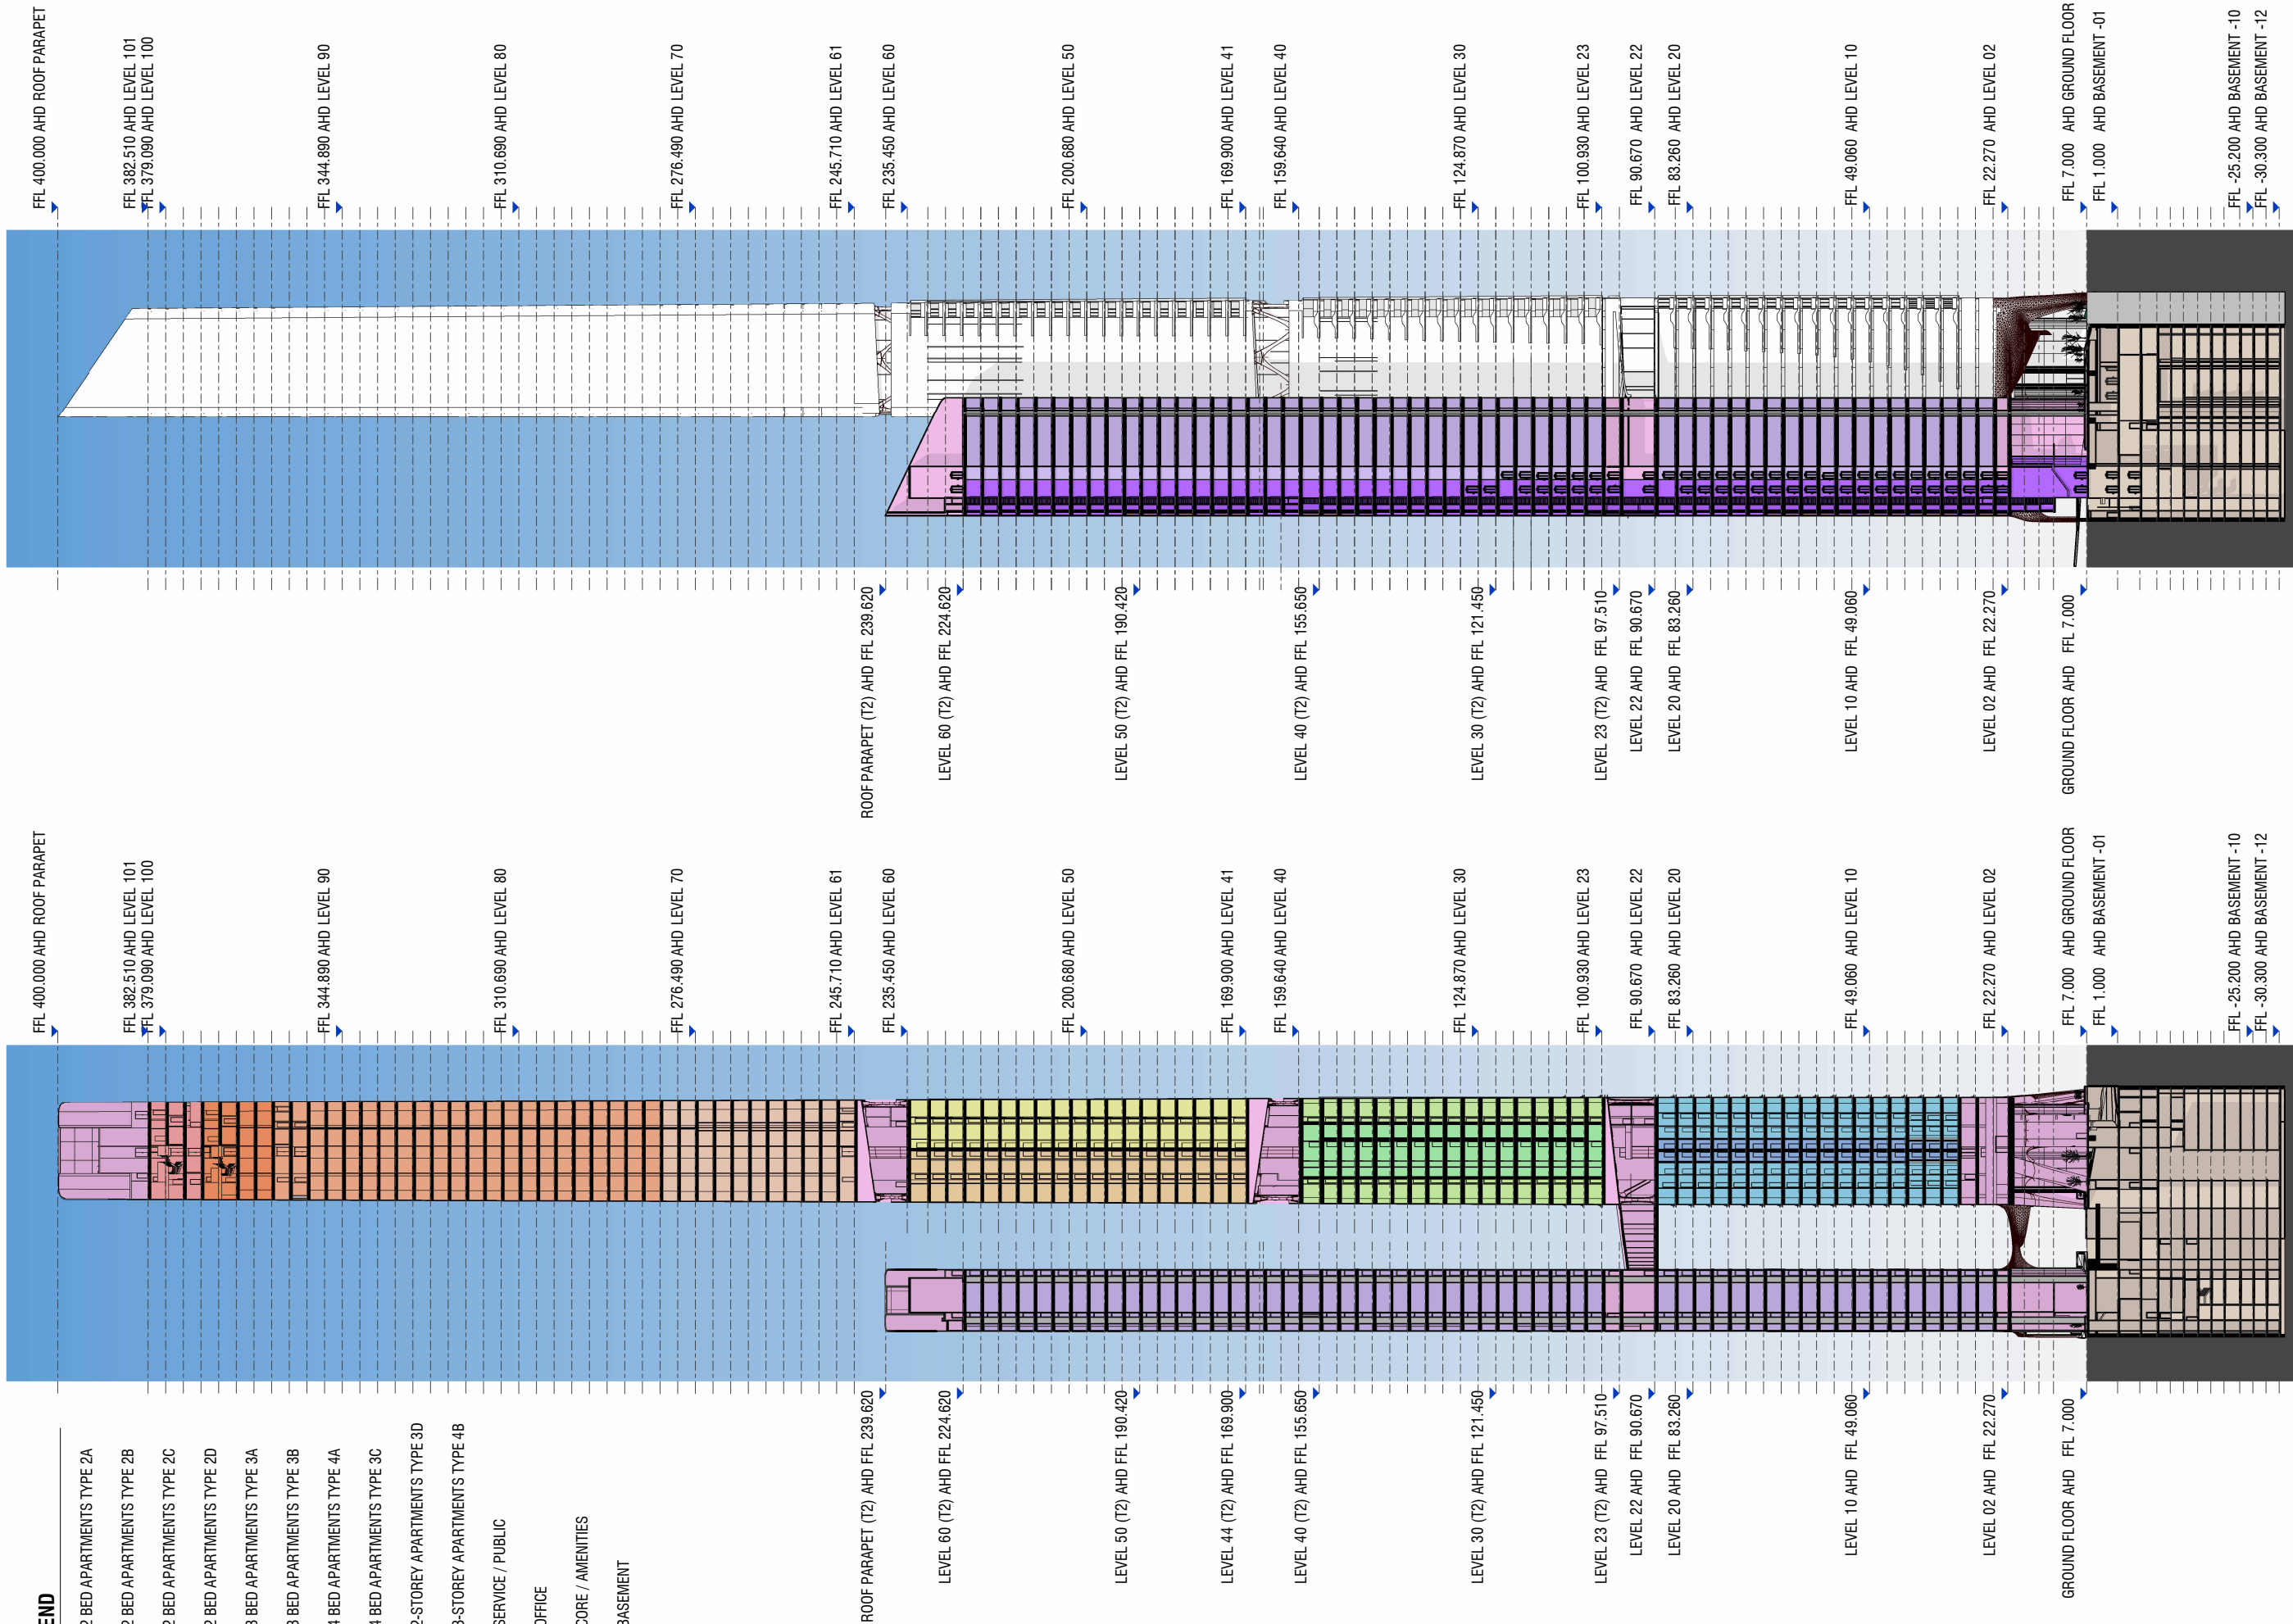 END
2 BED APARTMENTS TYPE 2A
2 BED APARTMENTS TYPE 2B
2 BED APARTMENTS TYPE 2C
2 BED APARTMENTS TYPE 2D
3 BED APARTMENTS TYPE 3A
3 BED APARTMENTS TYPE 3B
4 BED APARTMENTS TYPE 4A
4 BED APARTMENTS TYPE 3C
2-STOREY APARTMENTS TYPE 3D
3-STOREY APARTMENTS TYPE 4B
SERVICE / PUBLIC
OFFICE
CORE / AMENITIES
BASEMENT
ROOF PARAPET (T2) AHD FFL 239.620
LEVEL 60 (T2) AHD FFL 224.620
LEVEL 50 (T2) AHD FFL 190.420
LEVEL 44 (T2) AHD FFL 169.900
LEVEL 40 (T2) AHD FFL 155.650
LEVEL 30 (T2) AHD FFL 121.450
LEVEL 23 (T2) AHD FFL 97.510
LEVEL 22 AHD FFL 90.670
LEVEL 20 AHD FFL 83.260
LEVEL 10 AHD FFL 49.060
LEVEL 02 AHD FFL 22.270
GROUND FLOOR AHD FFL 7.000
FFL 400.000 AHD ROOF PARAPET
FFL 382.510 AHD LEVEL 101
FFL 379.090 AHD LEVEL 100
FFL 344.890 AHD LEVEL 90
FFL 310.690 AHD LEVEL 80
FFL 276.490 AHD LEVEL 70
FFL 245.710 AHD LEVEL 61
FFL 235.450 AHD LEVEL 60
FFL 200.680 AHD LEVEL 50
FFL 169.900 AHD LEVEL 41
FFL 159.640 AHD LEVEL 40
FFL 124.870 AHD LEVEL 30
FFL 100.930 AHD LEVEL 23
FFL 90.670 AHD LEVEL 22
FFL 83.260 AHD LEVEL 20
FFL 49.060 AHD LEVEL 10
FFL 22.270 AHD LEVEL 02
FFL 7.000 AHD GROUND FLOOR
FFL 1.000 AHD BASEMENT -01
FFL -25.200 AHD BASEMENT -10
FFL -30.300 AHD BASEMENT -12
ROOF PARAPET (T2) AHD FFL 239.620
LEVEL 60 (T2) AHD FFL 224.620
LEVEL 50 (T2) AHD FFL 190.420
LEVEL 40 (T2) AHD FFL 155.650
LEVEL 30 (T2) AHD FFL 121.450
LEVEL 23 (T2) AHD FFL 97.510
LEVEL 22 AHD FFL 90.670
LEVEL 20 AHD FFL 83.260
LEVEL 10 AHD FFL 49.060
LEVEL 02 AHD FFL 22.270
GROUND FLOOR AHD FFL 7.000
FFL 400.000 AHD ROOF PARAPET
FFL 382.510 AHD LEVEL 101
FFL 379.090 AHD LEVEL 100
FFL 344.890 AHD LEVEL 90
FFL 310.690 AHD LEVEL 80
FFL 276.490 AHD LEVEL 70
FFL 245.710 AHD LEVEL 61
FFL 235.450 AHD LEVEL 60
FFL 200.680 AHD LEVEL 50
FFL 169.900 AHD LEVEL 41
FFL 159.640 AHD LEVEL 40
FFL 124.870 AHD LEVEL 30
FFL 100.930 AHD LEVEL 23
FFL 90.670 AHD LEVEL 22
FFL 83.260 AHD LEVEL 20
FFL 49.060 AHD LEVEL 10
FFL 22.270 AHD LEVEL 02
FFL 7.000 AHD GROUND FLOOR
FFL 1.000 AHD BASEMENT -01
FFL -25.200 AHD BASEMENT -10
FFL -30.300 AHD BASEMENT -12